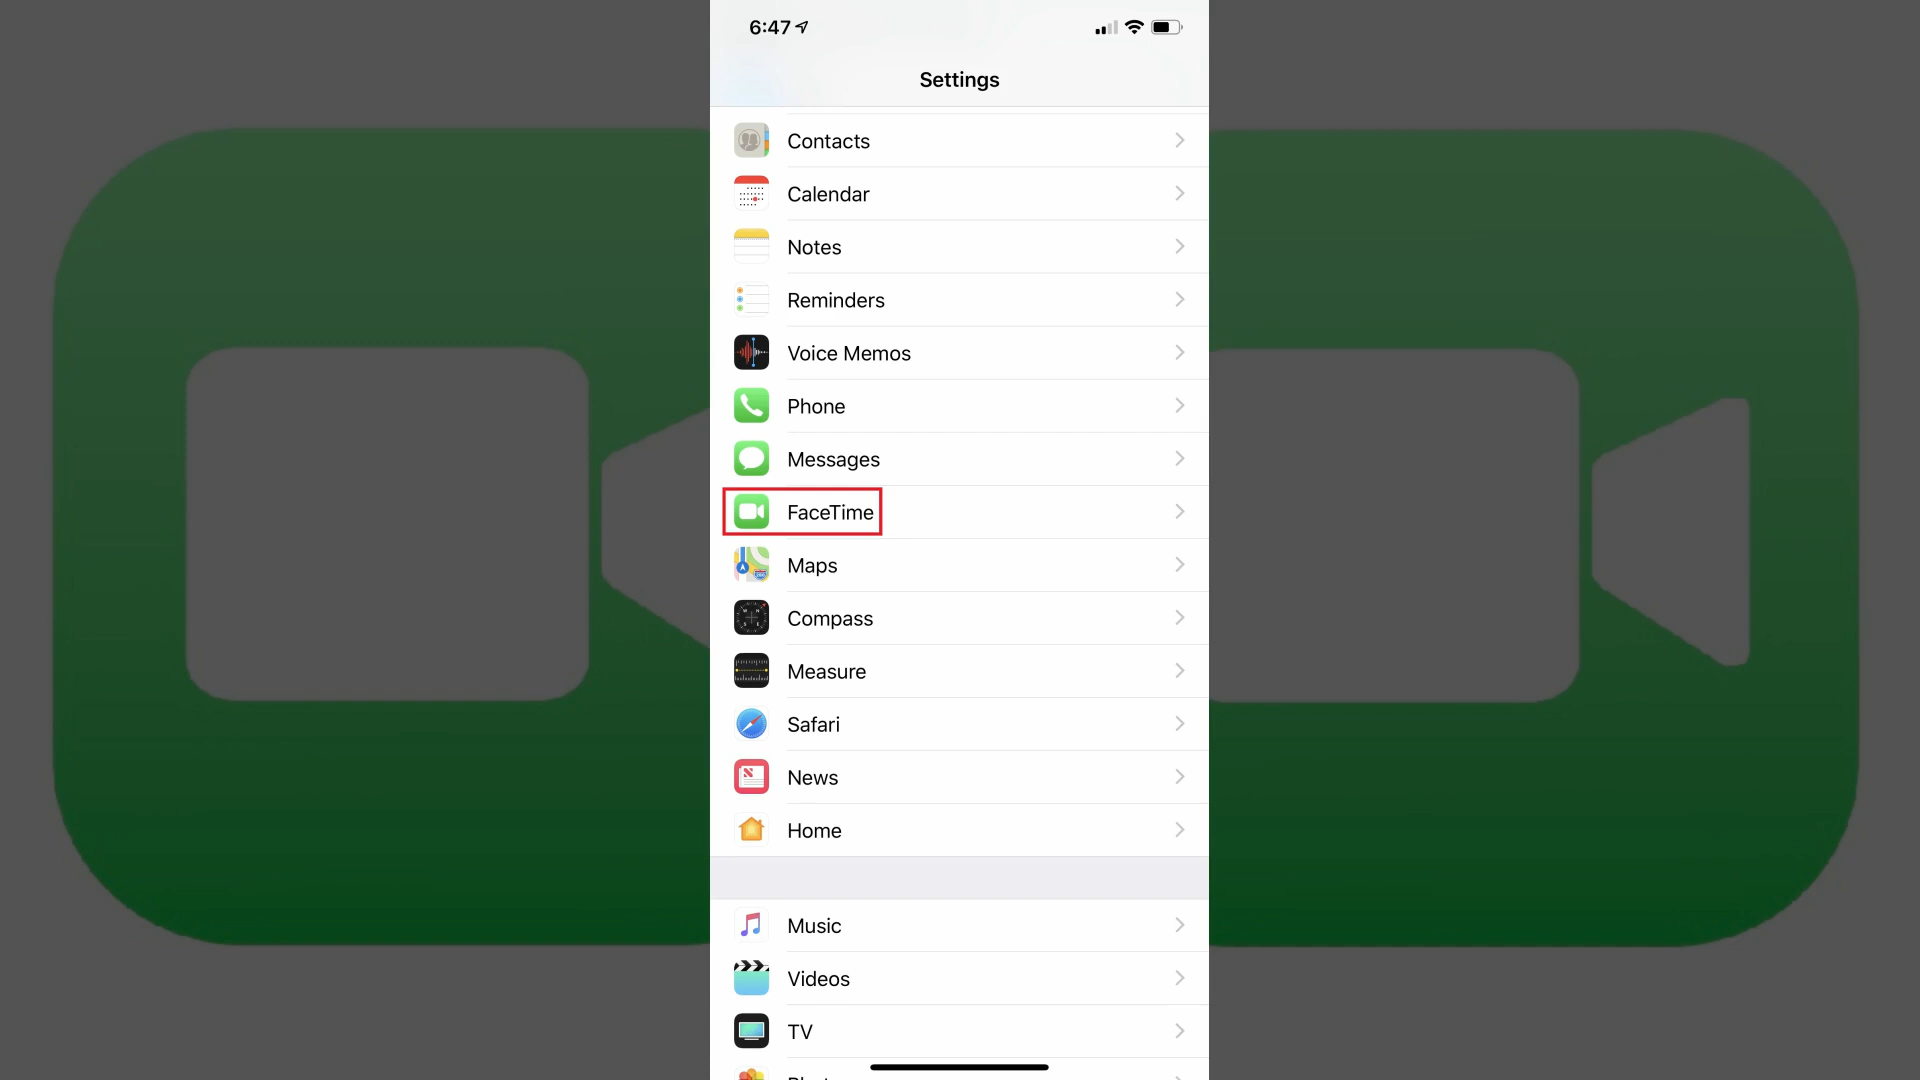 6:47
Settings
Contacts
Calendar
Notes
Reminders
Voice Memos
Phone
Messages
FaceTime
Maps
Compass
Measure
Safari
News
Home
Music
Videos
TV